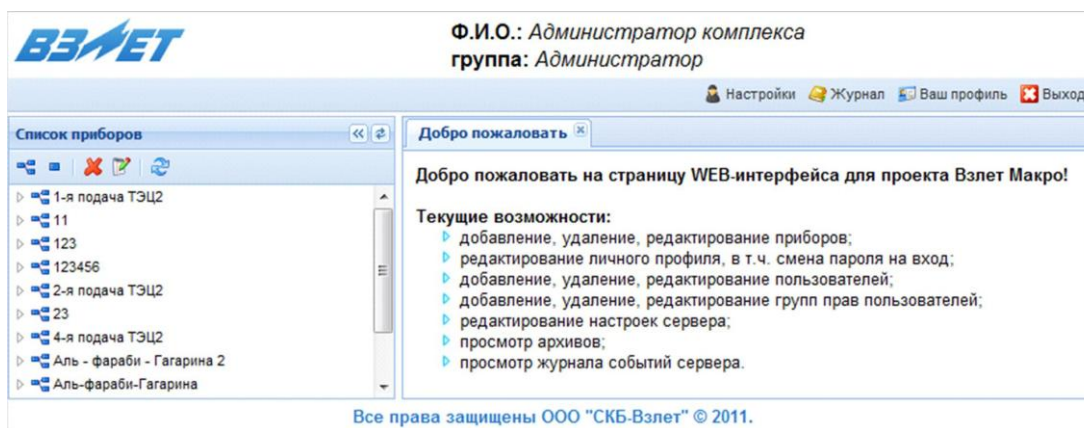 ВЗЛЕТ
Ф.И.О.: Администратор комплекса
группа: Администратор
Настройки Журнал Ваш профиль Выход
Список приборов
1-я подача ТЭЦ2
11
123
123456
2-я подача ТЭЦ2
23
4-я подача ТЭЦ2
Аль - фараби - Гагарина 2
Аль-фараби-Гагарина
Добро пожаловать
Добро пожаловать на страницу WEB-интерфейса для проекта Взлет Макро!
Текущие возможности:
добавление, удаление, редактирование приборов;
редактирование личного профиля, в т.ч. смена пароля на вход;
добавление, удаление, редактирование пользователей;
добавление, удаление, редактирование групп прав пользователей;
редактирование настроек сервера;
просмотр архивов;
просмотр журнала событий сервера.
Все права защищены ООО "СКБ-Взлет" © 2011.